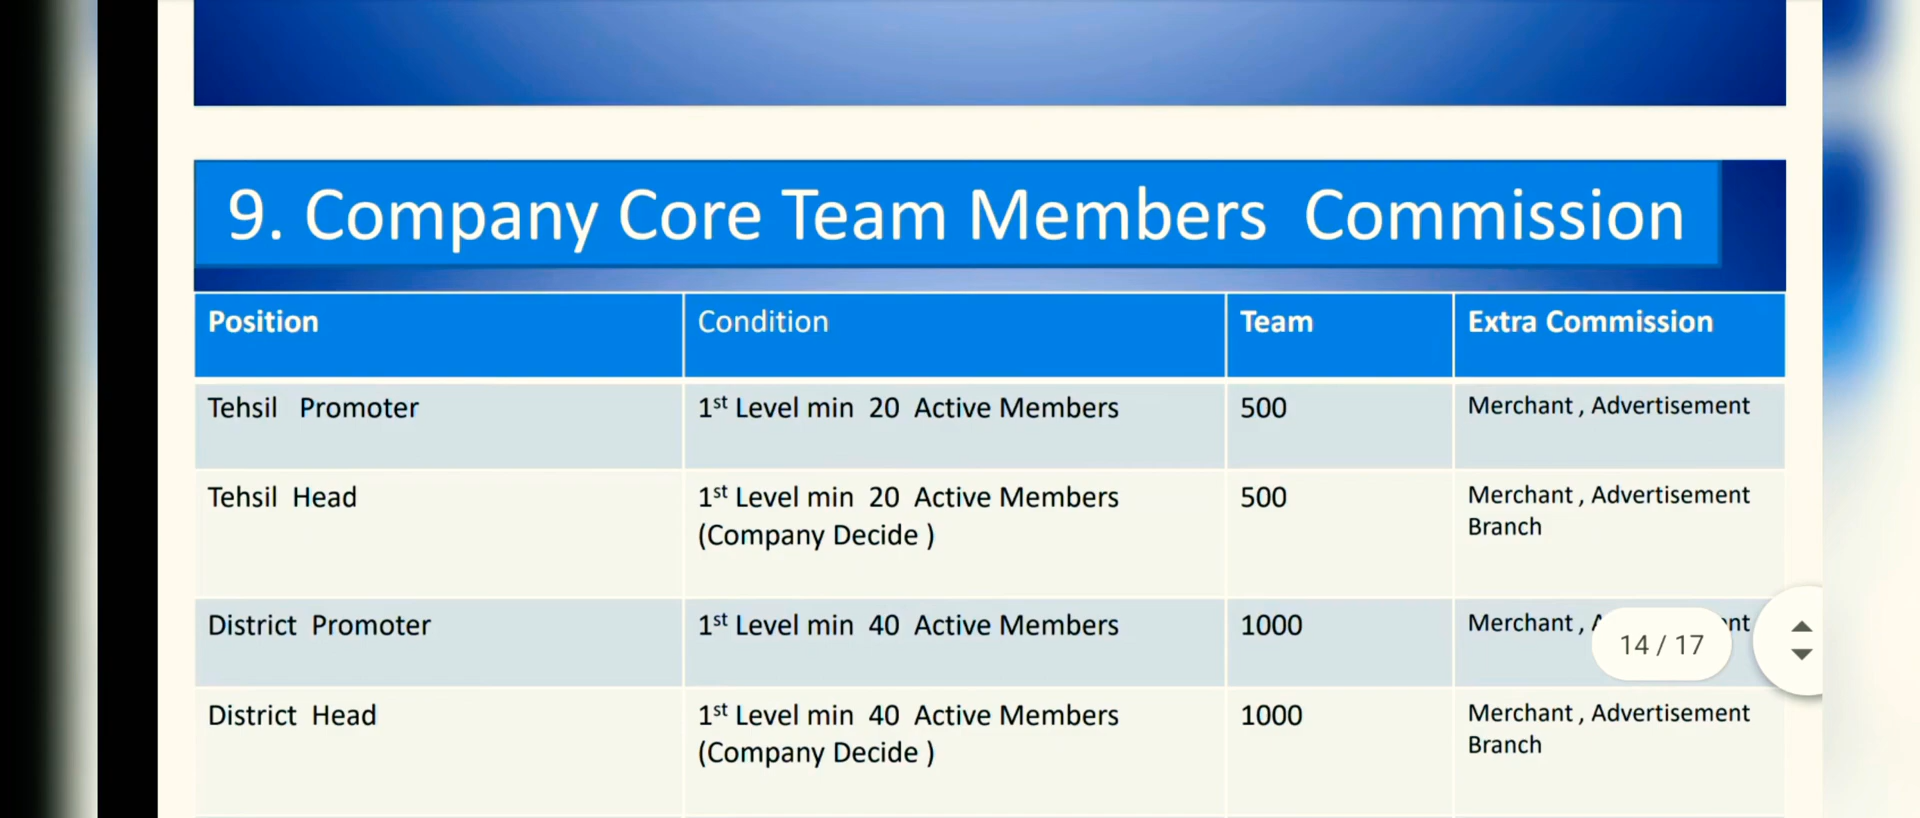 9. Company Core Team Members Commission
Position Condition Team Extra Commission
Tehsil Promoter 1st Level min 20 Active Members 500 Merchant , Advertisement
Tehsil Head 1st Level min 20 Active Members 500 Merchant , Advertisement
(Company Decide ) Branch
District Promoter 1st Level min 40 Active Members 1000 Merchant ,
14 / 17
District Head 1st Level min 40 Active Members 1000 Merchant , Advertisement
(Company Decide ) Branch